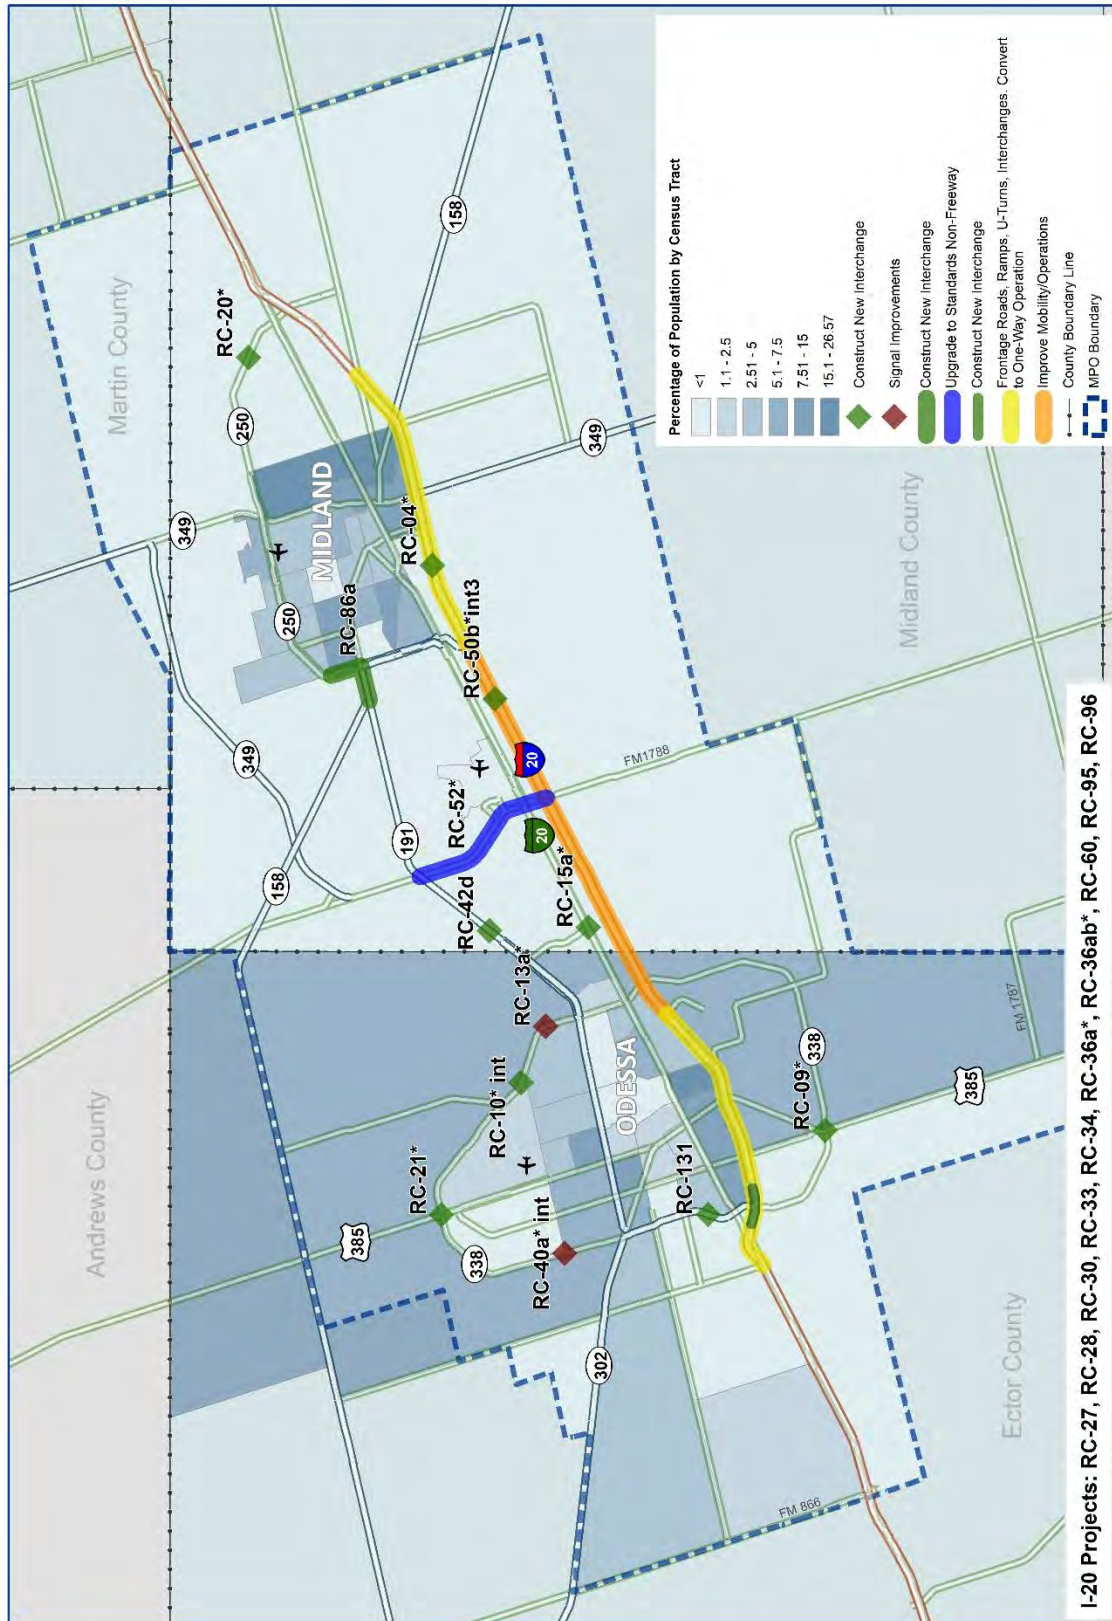 Andrews County
Martin County
158
349
349
250
250
RC-20*
MIDLAND
RC-86a
158
RC-04*
349
RC-50b*int3
385
RC-21*
338
RC-10* int
RC-13a*
RC-42d
191
RC-52*
20
20
RC-15a*
RC-40a* int
ODESSA
RC-131
302
FM1788
RC-09*
338
385
FM 1787
FM 866
Ector County
Midland County
Percentage of Population by Census Tract
<1
1.1 - 2.5
2.51 - 5
5.1 - 7.5
7.51 - 15
15.1 - 26.57
Construct New Interchange
Signal Improvements
Construct New Interchange
Upgrade to Standards Non-Freeway
Construct New Interchange
Frontage Roads, Ramps, U-Turns, Interchanges. Convert
to One-Way Operation
Improve Mobility/Operations
County Boundary Line
MPO Boundary
I-20 Projects: RC-27, RC-28, RC-30, RC-33, RC-34, RC-36a*, RC-36ab*, RC-60, RC-95, RC-96